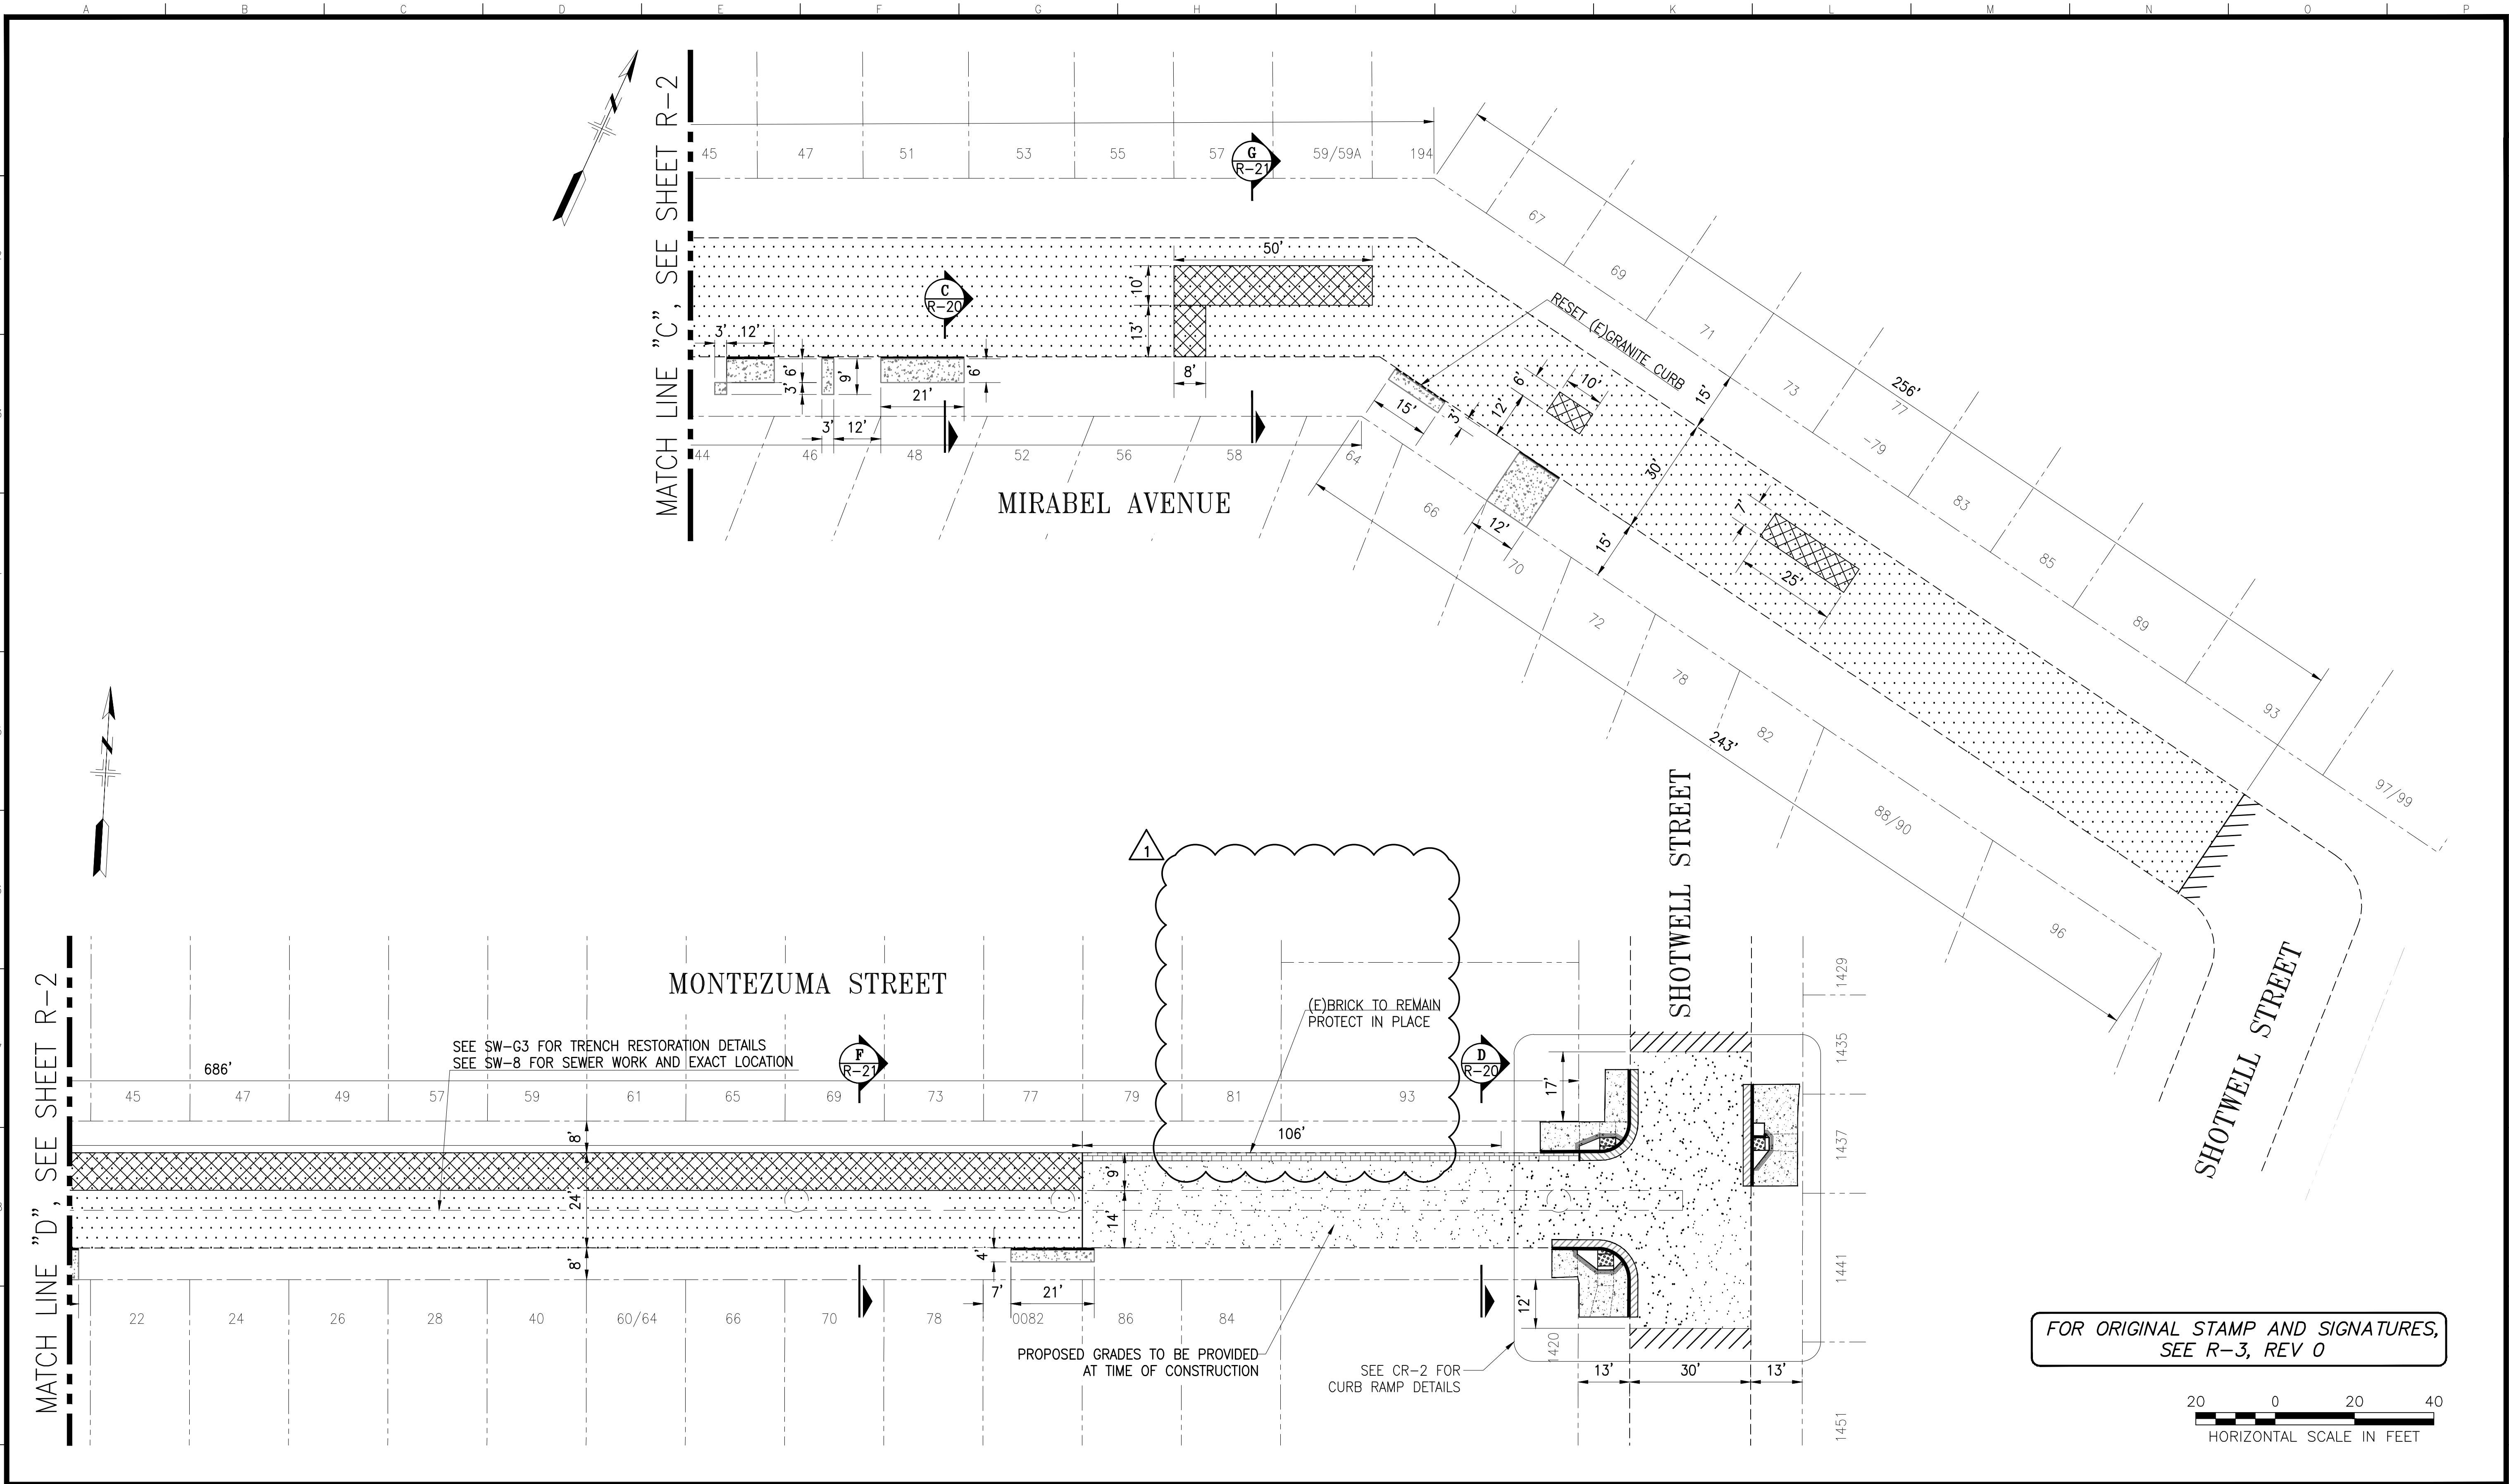 A B C D E F G H I J K L M N O P
MATCH LINE "C", SEE SHEET R-2
N
45 47 51 53 55 57 59/59A 194
G
R-21
67 69 71 73 77 -79 83 85 89 93 97/99
256'
50'
10'
13'
8'
C
R-20
3' 12'
3' 6'
9'
6'
21'
3' 12'
RESET (E)GRANITE CURB
15'
3'
12'
6'
10'
15'
30'
15'
12'
7'
25'
44 46 48 52 56 58 64
66 70 72 78 82 88/90 96
243'
MIRABEL AVENUE
SHOTWELL STREET
SHOTWELL STREET
N
1
MATCH LINE "D", SEE SHEET R-2
MONTEZUMA STREET
(E)BRICK TO REMAIN
PROTECT IN PLACE
SEE SW-G3 FOR TRENCH RESTORATION DETAILS
SEE SW-8 FOR SEWER WORK AND EXACT LOCATION
F
R-21
D
R-20
686'
45 47 49 57 59 61 65 69 73 77 79 81 93
8'
106'
24'
9'
14'
8'
4'
7' 21'
17'
12'
22 24 26 28 40 60/64 66 70 78 0082 86 84
1420
1429
1435
1437
1441
1451
PROPOSED GRADES TO BE PROVIDED
AT TIME OF CONSTRUCTION
SEE CR-2 FOR
CURB RAMP DETAILS
13' 30' 13'
FOR ORIGINAL STAMP AND SIGNATURES,
SEE R-3, REV 0
20 0 20 40
HORIZONTAL SCALE IN FEET